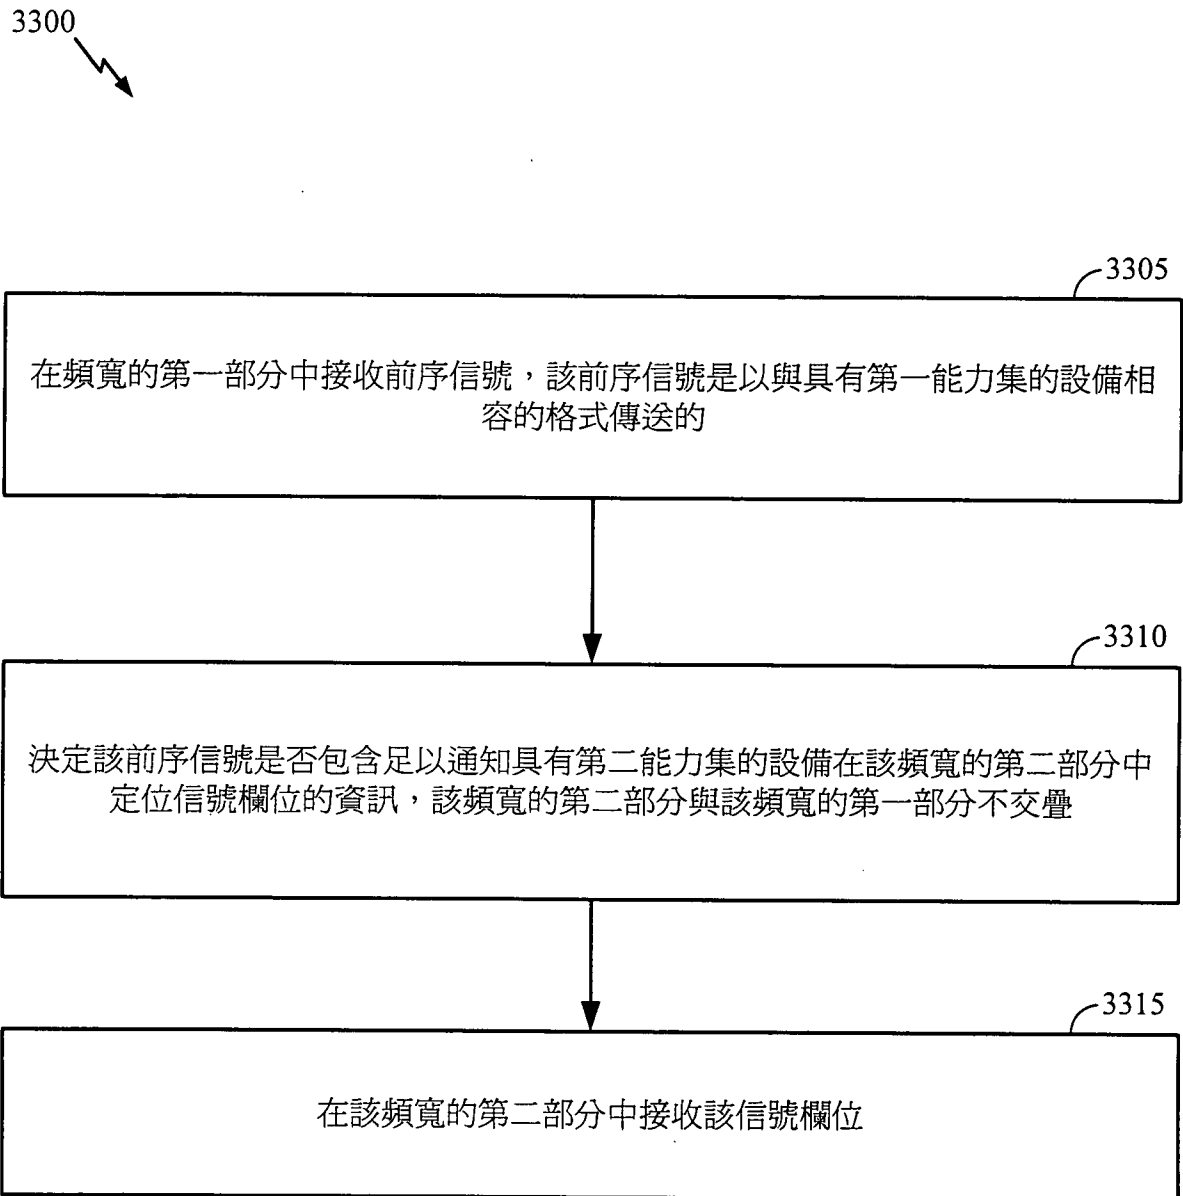 3300
3305
在頻寬的第一部分中接收前序信號，該前序信號是以與具有第一能力集的設備相
容的格式傳送的
3310
決定該前序信號是否包含足以通知具有第二能力集的設備在該頻寬的第二部分中
定位信號欄位的資訊，該頻寬的第二部分與該頻寬的第一部分不交疊
3315
在該頻寬的第二部分中接收該信號欄位